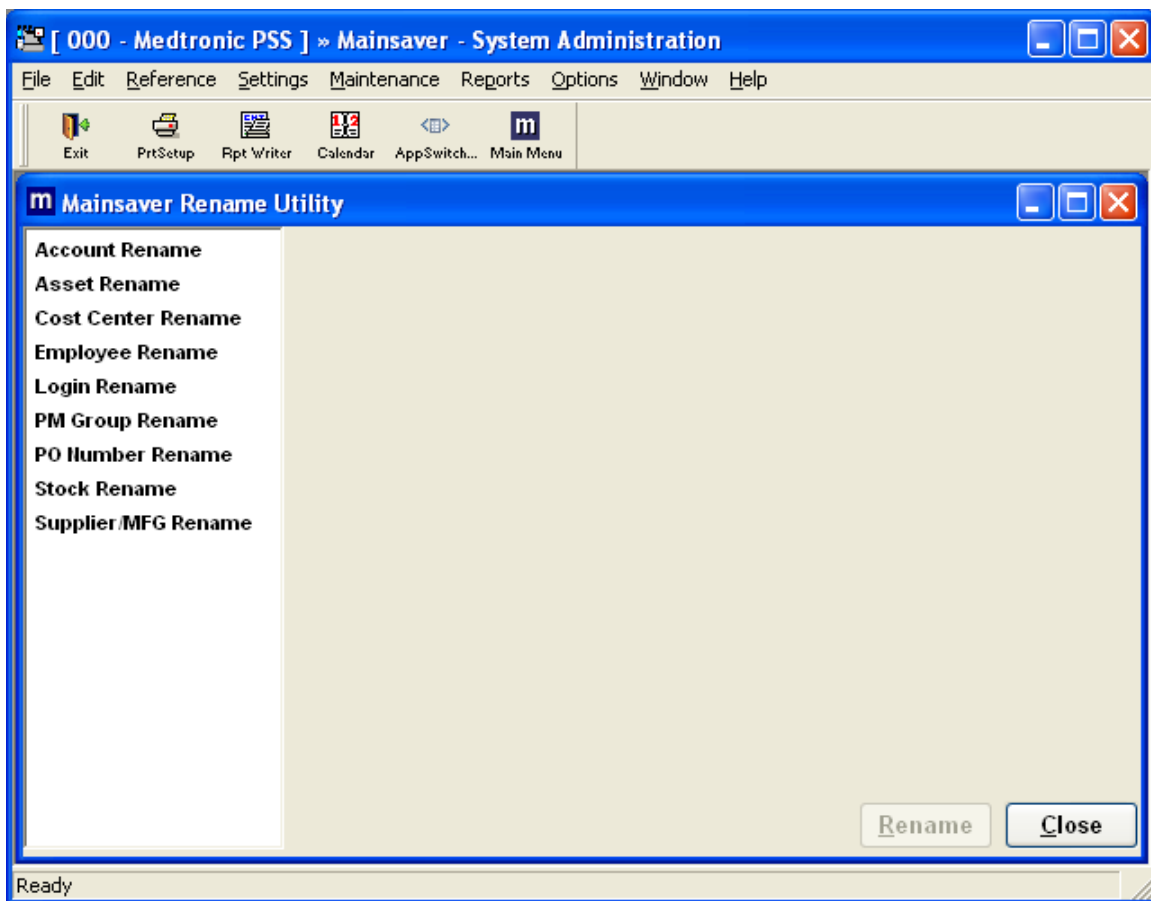 [ 000 - Medtronic PSS ] » Mainsaver - System Administration
File Edit Reference Settings Maintenance Reports Options Window Help
Exit PrtSetup Rpt Writer Calendar AppSwitch... Main Menu
m Mainsaver Rename Utility
Account Rename
Asset Rename
Cost Center Rename
Employee Rename
Login Rename
PM Group Rename
PO Number Rename
Stock Rename
Supplier/MFG Rename
Rename Close
Ready